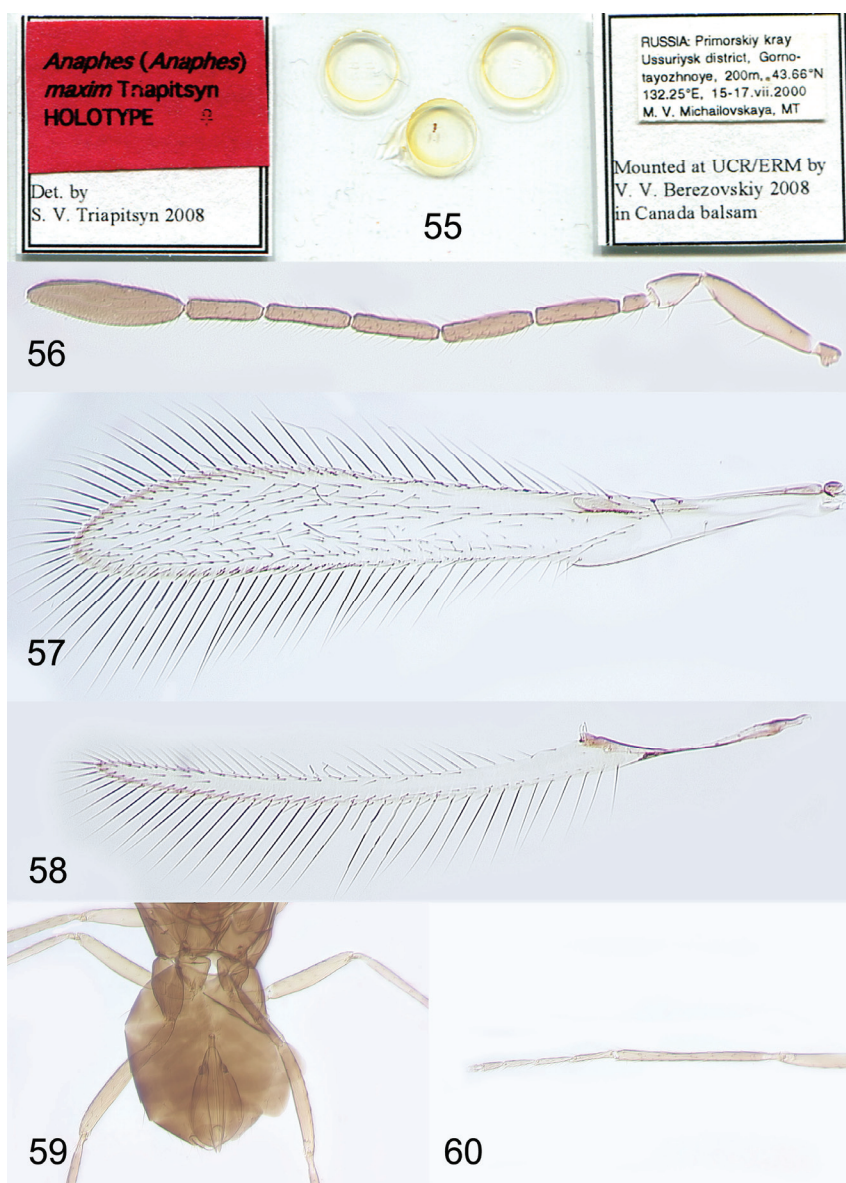 Anaphes (Anaphes)
maxim Triapitsyn
HOLOTYPE ♀
Det. by
S. V. Triapitsyn 2008
55
RUSSIA: Primorskiy kray
Ussuriysk district, Gorno-
tayozhnoye, 200m, 43.66°N
132.25°E, 15-17.vii.2000
M. V. Michailovskaya, MT
Mounted at UCR/ERM by
V. V. Berezovskiy 2008
in Canada balsam
56
57
58
59
60